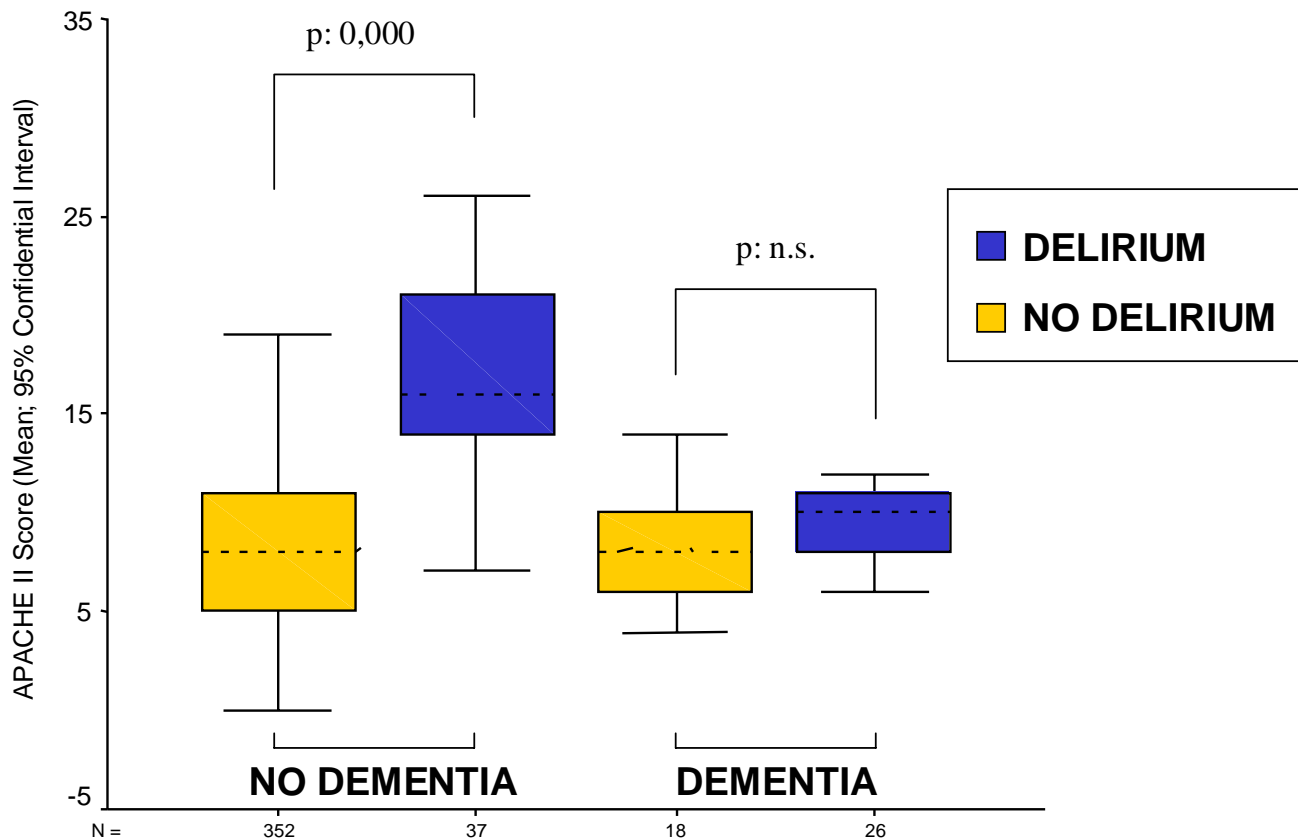 35
p: 0,000
APACHE II Score (Mean; 95% Confidential Interval)
25
p: n.s.
DELIRIUM
NO DELIRIUM
15
5
NO DEMENTIA
DEMENTIA
-5
N = 352 37 18 26